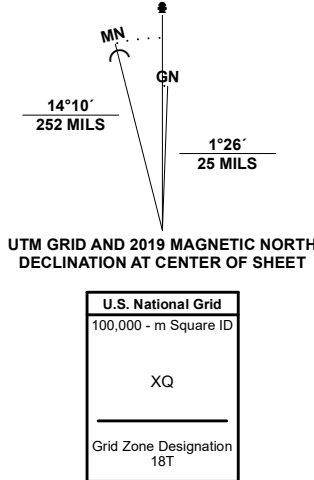 MN
GN
14°10´
252 MILS
1°26´
25 MILS
UTM GRID AND 2019 MAGNETIC NORTH
DECLINATION AT CENTER OF SHEET
U.S. National Grid
100,000 - m Square ID
XQ
Grid Zone Designation
18T